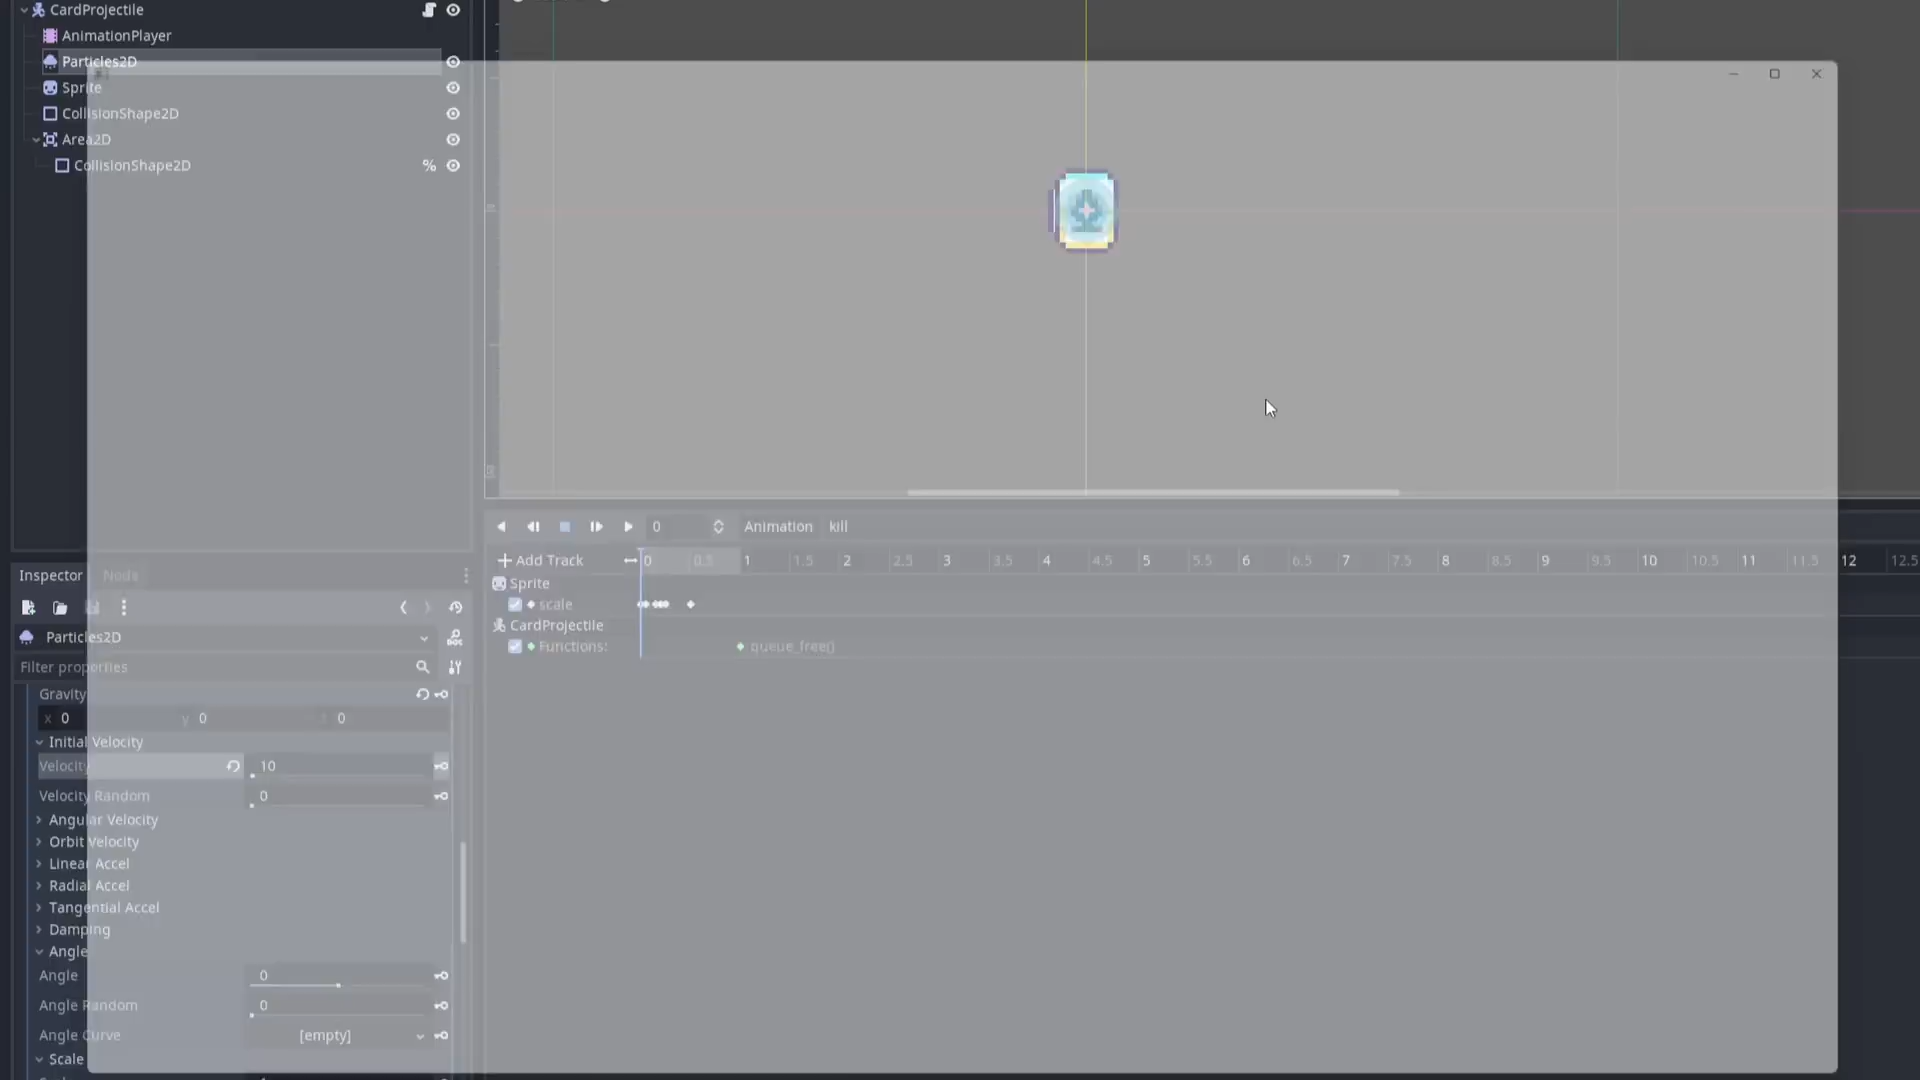 CardProjectile
AnimationPlayer
Particles2D
Sprite
CollisionShape2D
Area2D
CollisionShape2D
%
0 Animation kill
Add Track 0 0.5 1 1.5 2 2.5 3 3.5 4 4.5 5 5.5 6 6.5 7 7.5 8 8.5 9 9.5 10 10.5 11 11.5 12 12.5
Sprite
scale
CardProjectile
Functions: queue_free()
Inspector Node
Particles2D
Filter properties
Gravity
x 0 y 0 0
Initial Velocity
Velocity 10
Velocity Random 0
Angular Velocity
Orbit Velocity
Linear Accel
Radial Accel
Tangential Accel
Damping
Angle
Angle 0
Angle Random 0
Angle Curve [empty]
Scale